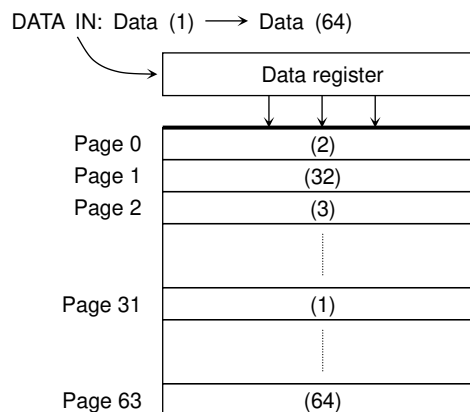 DATA IN: Data (1) ⟶ Data (64)
Data register
Page 0 (2)
Page 1 (32)
Page 2 (3)
Page 31 (1)
Page 63 (64)